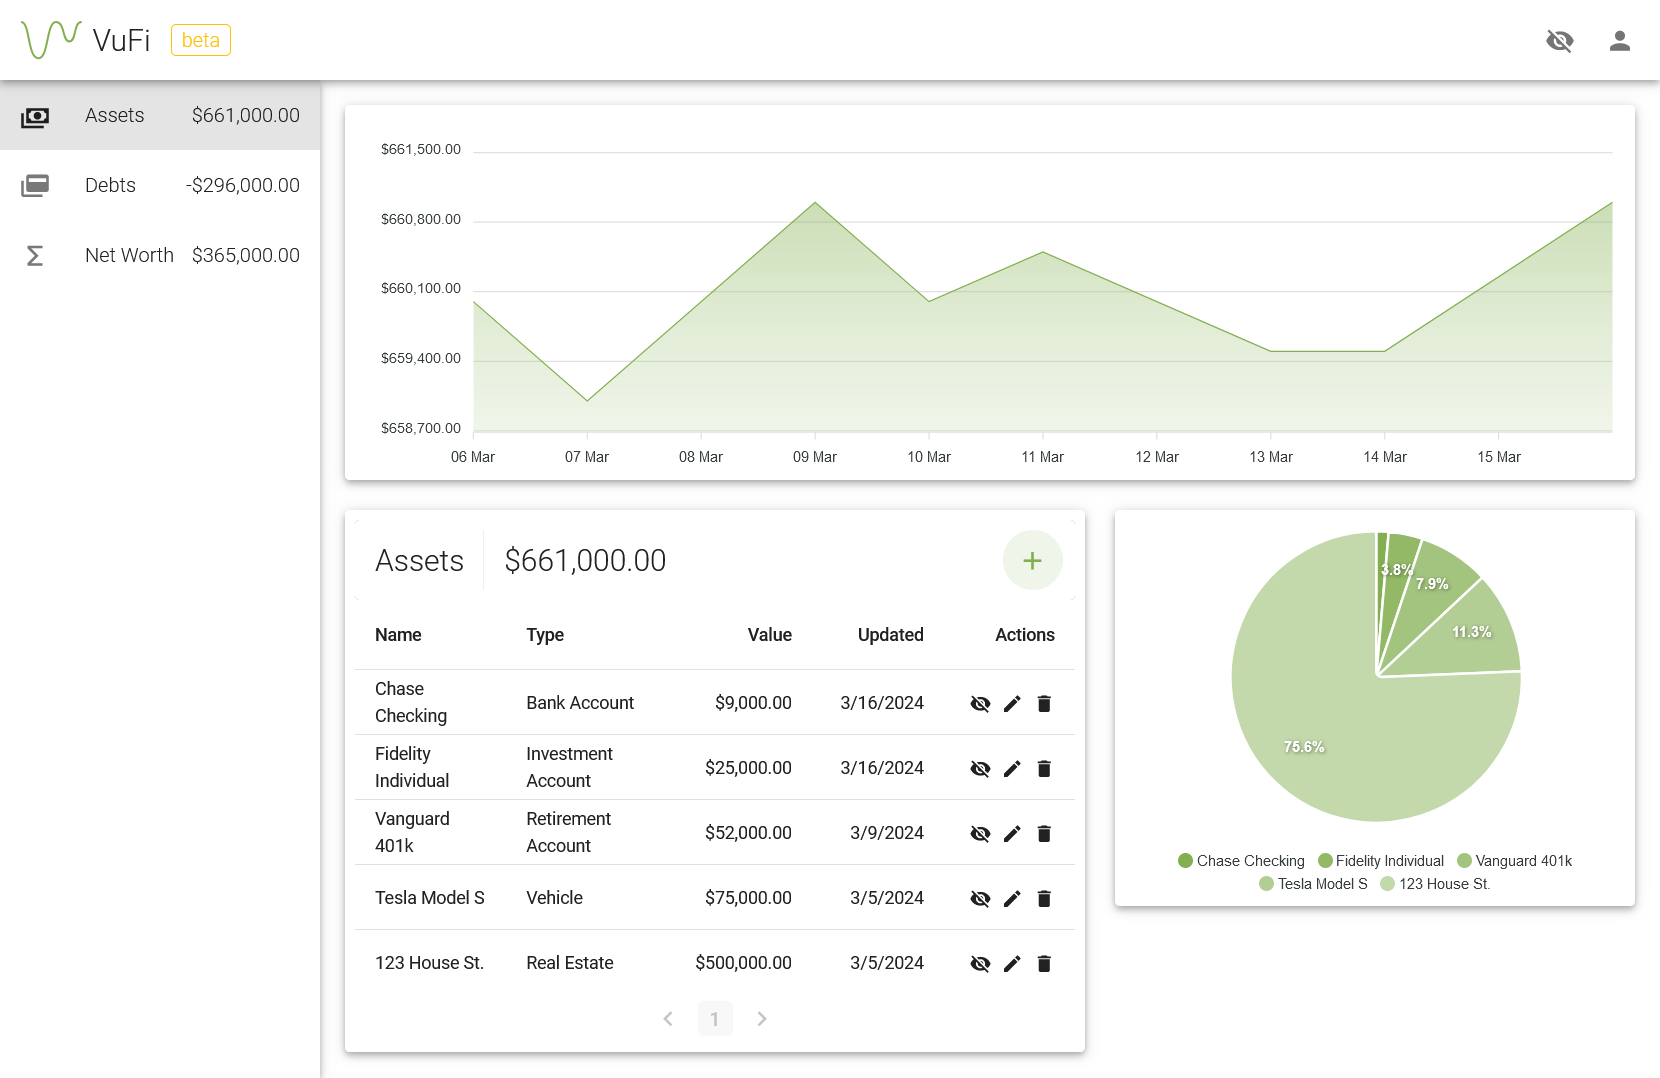 VuFi beta
Assets $661,000.00
Debts -$296,000.00
Net Worth $365,000.00
$661,500.00
$660,800.00
$660,100.00
$659,400.00
$658,700.00
06 Mar 07 Mar 08 Mar 09 Mar 10 Mar 11 Mar 12 Mar 13 Mar 14 Mar 15 Mar
Assets $661,000.00
Name Type Value Updated Actions
Chase
Checking
Bank Account $9,000.00 3/16/2024
Fidelity
Individual
Investment
Account
$25,000.00 3/16/2024
Vanguard
401k
Retirement
Account
$52,000.00 3/9/2024
Tesla Model S Vehicle $75,000.00 3/5/2024
123 House St. Real Estate $500,000.00 3/5/2024
1
3.8%
7.9%
11.3%
75.6%
Chase Checking Fidelity Individual Vanguard 401k
Tesla Model S 123 House St.